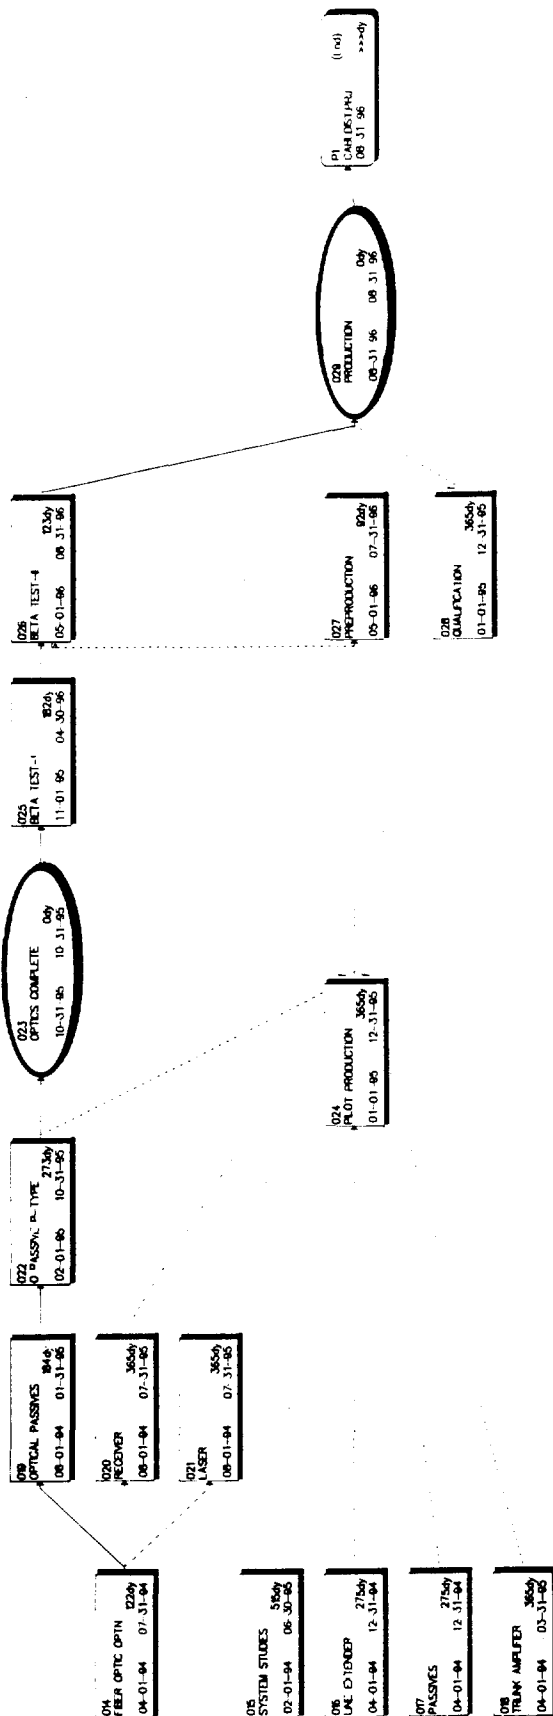 014
FIBER OPTIC OPTN
122dy
04-01-94 07-31-94
015
SYSTEM STUDIES
515dy
02-01-94 06-30-95
016
LINE EXTENDER
275dy
04-01-94 12-31-94
017
PASSIVES
275dy
04-01-94 12-31-94
018
TRUNK AMPLIFIER
365dy
04-01-94 03-31-95
019
OPTICAL PASSIVES
184dy
08-01-94 01-31-95
020
RECEIVER
365dy
08-01-94 07-31-95
021
LASER
365dy
08-01-94 07-31-95
022
O PASSIVE P-TYPE
273dy
02-01-95 10-31-95
023
OPTICS COMPLETE
0dy
10-31-95 10-31-95
024
PILOT PRODUCTION
365dy
01-01-95 12-31-95
025
BETA TEST-I
182dy
11-01-95 04-30-96
026
BETA TEST-II
123dy
05-01-96 08-31-96
027
PREPRODUCTION
92dy
05-01-96 07-31-96
028
QUALIFICATION
365dy
01-01-95 12-31-95
029
PRODUCTION
0dy
08-31-96 08-31-96
P1 (End)
CABLDIST.PRJ >>>dy
08-31-96